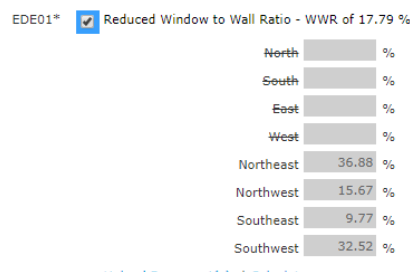 EDE01* Reduced Window to Wall Ratio - WWR of 17.79 %
North %
South %
East %
West %
Northeast 36.88 %
Northwest 15.67 %
Southeast 9.77 %
Southwest 32.52 %